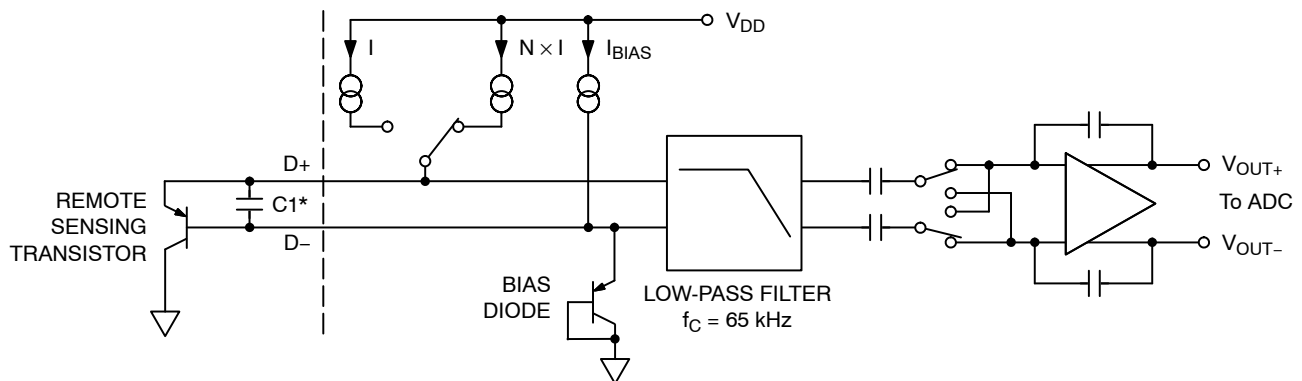 V_DD
I
N × I
I_BIAS
D+
REMOTE
SENSING
TRANSISTOR
C1*
D−
BIAS
DIODE
LOW-PASS FILTER
f_C = 65 kHz
V_OUT+
To ADC
V_OUT−